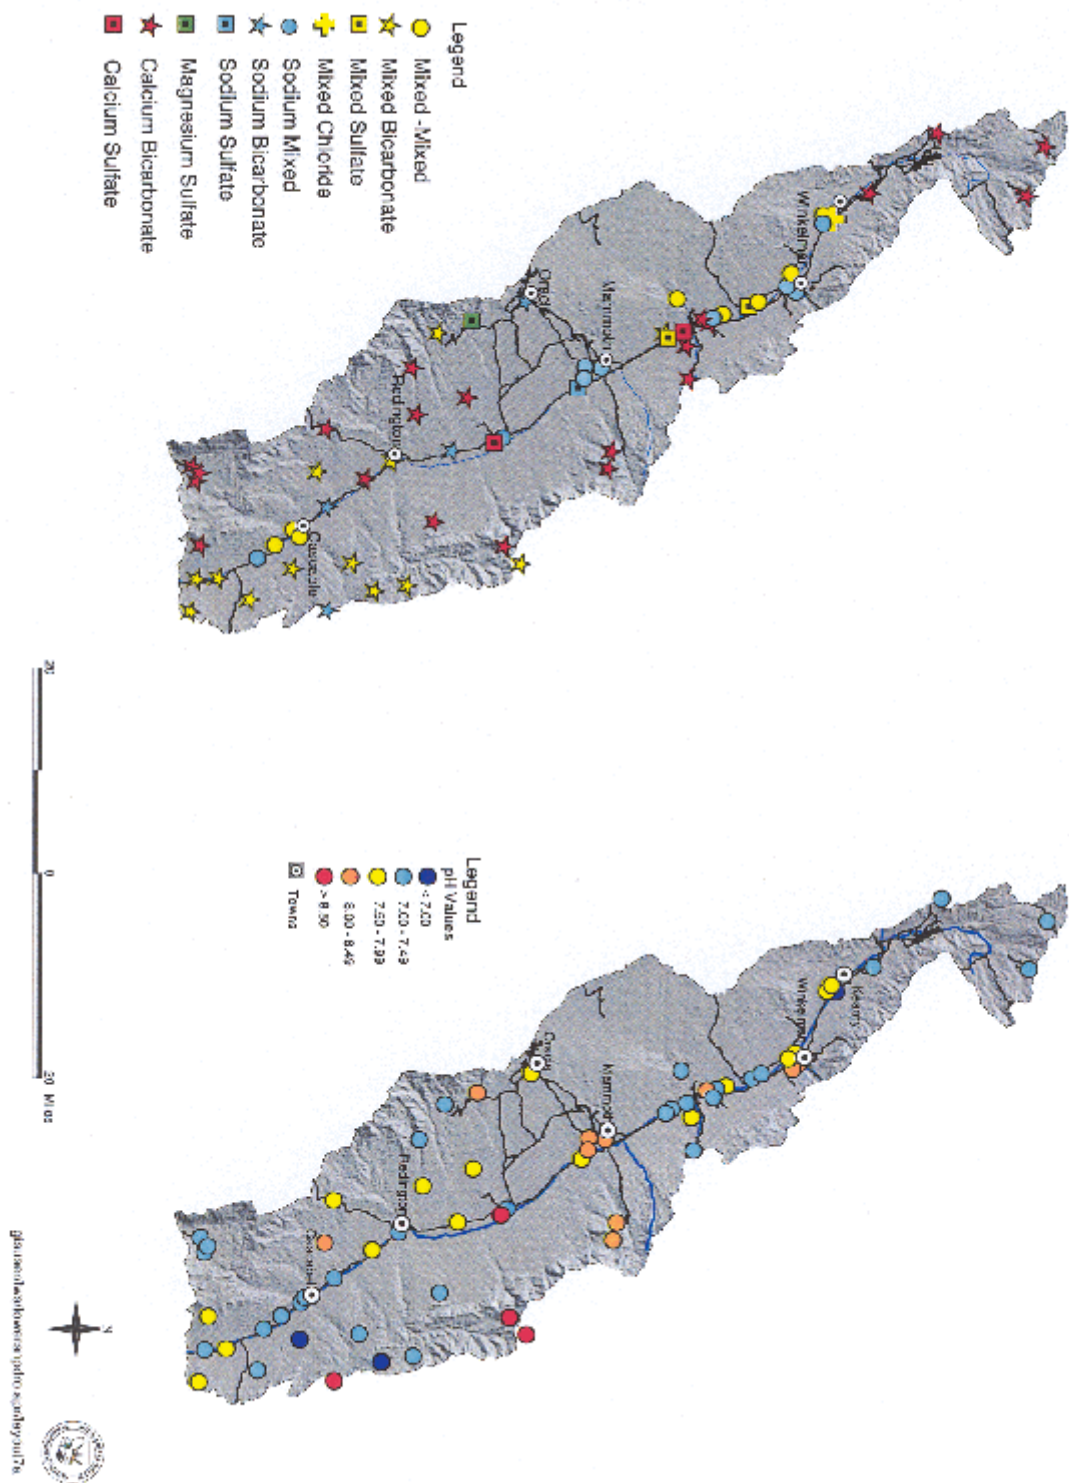 Legend
Mixed -Mixed
Mixed Bicarbonate
Mixed Sulfate
Mixed Chloride
Sodium Mixed
Sodium Bicarbonate
Sodium Sulfate
Magnesium Sulfate
Calcium Bicarbonate
Calcium Sulfate
Winkelman
Mammoth
Oracle
Redington
Cascabel
Legend
pH Values
< 7.00
7.00 - 7.49
7.50 - 7.99
8.00 - 8.49
> 8.50
Towns
Kearny
Winkelman
Mammoth
Oracle
Redington
Cascabel
20
0
20 Miles
N